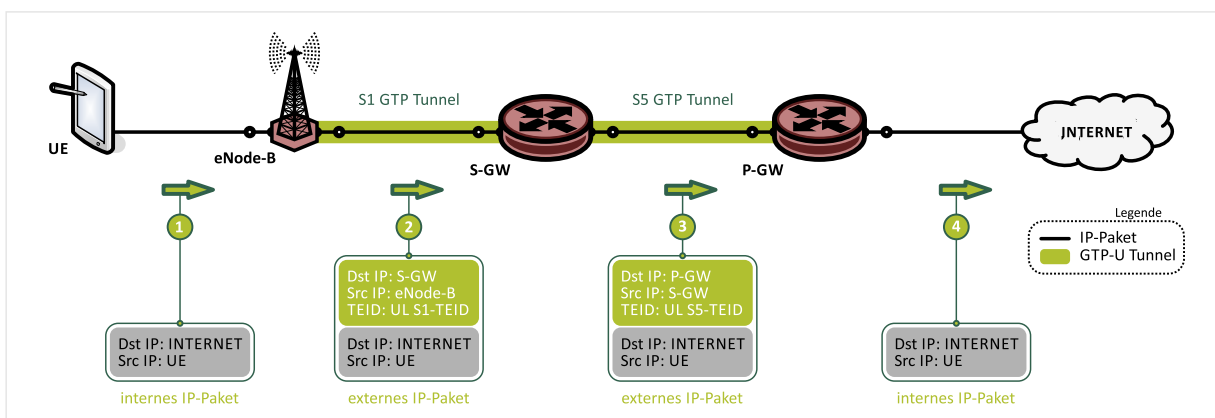 S1 GTP Tunnel
S5 GTP Tunnel
INTERNET
UE
eNode-B
S-GW
P-GW
1
2
3
4
Legende
IP-Paket
GTP-U Tunnel
Dst IP: S-GW
Src IP: eNode-B
TEID: UL S1-TEID
Dst IP: P-GW
Src IP: S-GW
TEID: UL S5-TEID
Dst IP: INTERNET
Src IP: UE
Dst IP: INTERNET
Src IP: UE
Dst IP: INTERNET
Src IP: UE
Dst IP: INTERNET
Src IP: UE
internes IP-Paket
externes IP-Paket
externes IP-Paket
internes IP-Paket